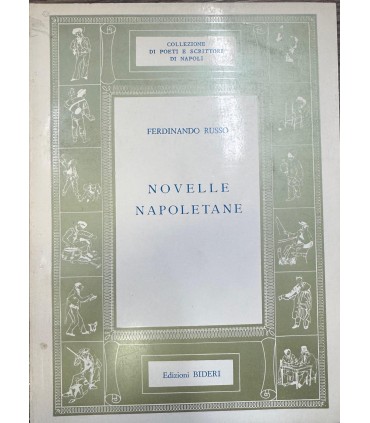 COLLEZIONE
DI POETI E SCRITTORI
DI NAPOLI
FERDINANDO RUSSO
NOVELLE
NAPOLETANE
Edizioni BIDERI